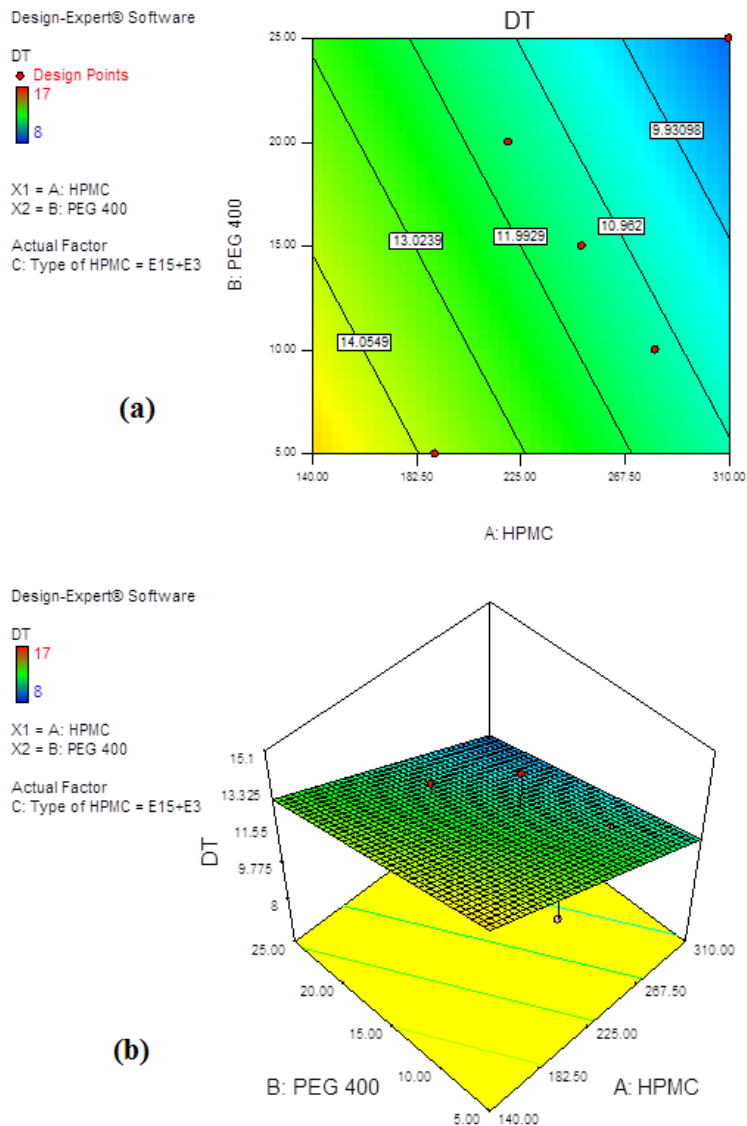 Design-Expert® Software
DT
Design Points
17
8
X1 = A: HPMC
X2 = B: PEG 400
Actual Factor
C: Type of HPMC = E15+E3
(a)
DT
25.00
20.00
15.00
10.00
5.00
B: PEG 400
9.93098
10.962
11.9929
13.0239
14.0549
140.00 182.50 225.00 267.50 310.00
A: HPMC
Design-Expert® Software
DT
17
8
X1 = A: HPMC
X2 = B: PEG 400
Actual Factor
C: Type of HPMC = E15+E3
(b)
15.1
13.325
11.55
9.775
8
DT
25.00
20.00
15.00
10.00
5.00
B: PEG 400
310.00
267.50
225.00
182.50
140.00
A: HPMC